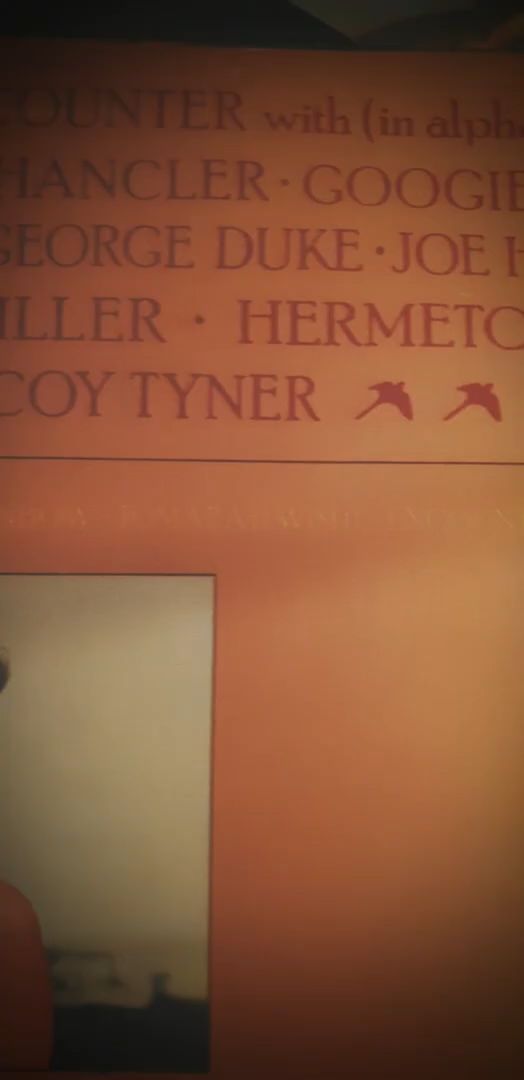 COUNTER with (in alph
HANCLER · GOOGIE
GEORGE DUKE · JOE H
ILLER · HERMETO
COY TYNER